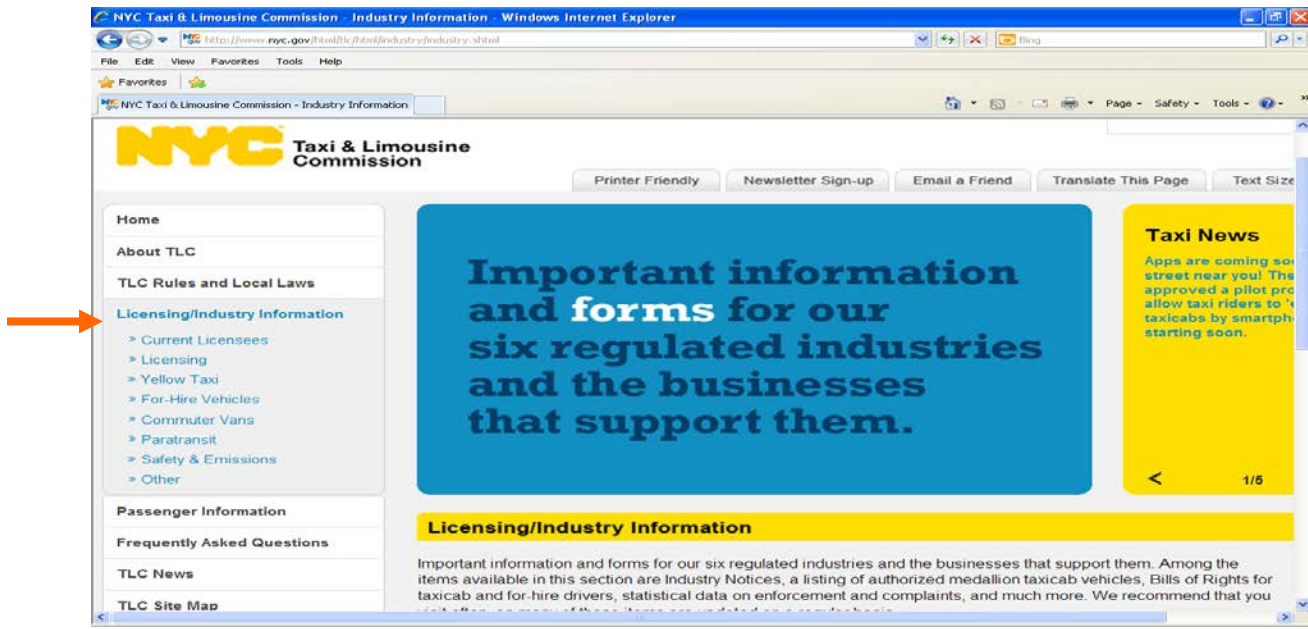 NYC Taxi & Limousine Commission - Industry Information - Windows Internet Explorer
http://www.nyc.gov/html/tlc/html/industry/industry.shtml
Bing
File Edit View Favorites Tools Help
Favorites
NYC Taxi & Limousine Commission - Industry Information
Page Safety Tools
NYC Taxi & Limousine
Commission
Printer Friendly Newsletter Sign-up Email a Friend Translate This Page Text Size
Home
About TLC
TLC Rules and Local Laws
Licensing/Industry Information
» Current Licensees
» Licensing
» Yellow Taxi
» For-Hire Vehicles
» Commuter Vans
» Paratransit
» Safety & Emissions
» Other
Passenger Information
Frequently Asked Questions
TLC News
TLC Site Map
Important information
and forms for our
six regulated industries
and the businesses
that support them.
Taxi News
Apps are coming
street near you! The
approved a pilot
allow taxi riders to
taxicabs by
starting soon.
< 1/5
Licensing/Industry Information
Important information and forms for our six regulated industries and the businesses that support them. Among the
items available in this section are Industry Notices, a listing of authorized medallion taxicab vehicles, Bills of Rights for
taxicab and for-hire drivers, statistical data on enforcement and complaints, and much more. We recommend that you